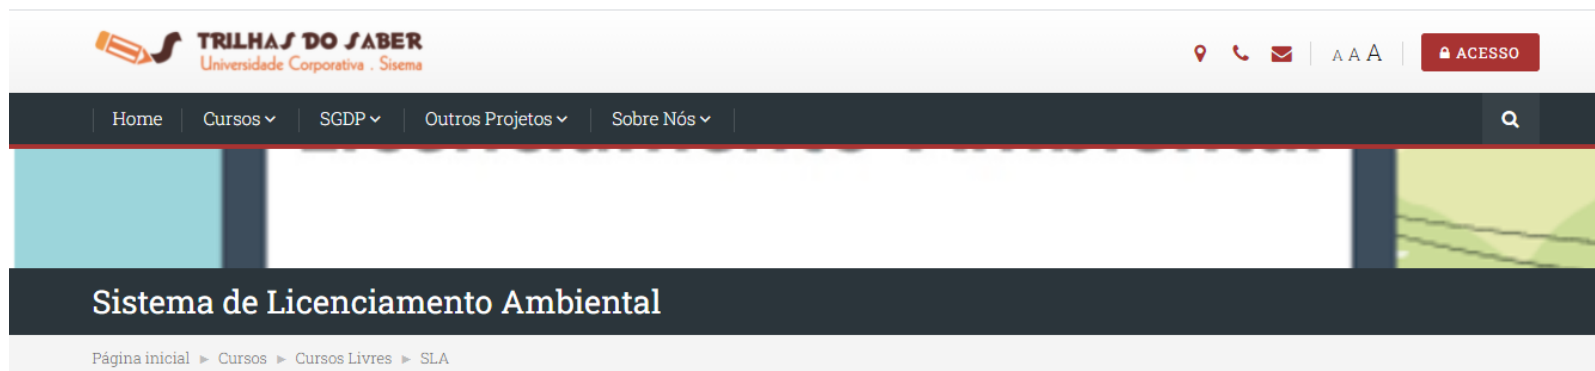 TRILHAS DO SABER
Universidade Corporativa . Sisema
A A A
ACESSO
Home Cursos SGDP Outros Projetos Sobre Nós
Sistema de Licenciamento Ambiental
Página inicial ► Cursos ► Cursos Livres ► SLA